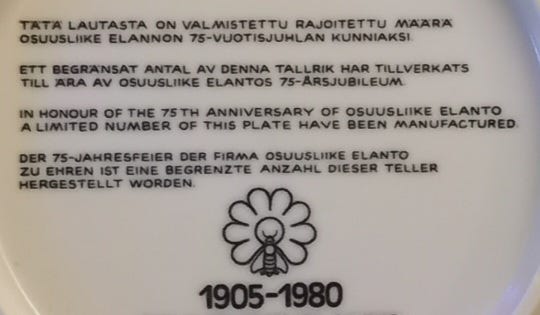 TÄTÄ LAUTASTA ON VALMISTETTU RAJOITETTU MÄÄRÄ
OSUUSLIIKE ELANNON 75-VUOTISJUHLAN KUNNIAKSI.
ETT BEGRÄNSAT ANTAL AV DENNA TALLRIK HAR TILLVERKATS
TILL ÄRA AV OSUUSLIIKE ELANTOS 75-ÅRSJUBILEUM.
IN HONOUR OF THE 75TH ANNIVERSARY OF OSUUSLIIKE ELANTO
A LIMITED NUMBER OF THIS PLATE HAVE BEEN MANUFACTURED.
DER 75-JAHRESFEIER DER FIRMA OSUUSLIIKE ELANTO
ZU EHREN IST EINE BEGRENZTE ANZAHL DIESER TELLER
HERGESTELLT WORDEN.
1905-1980